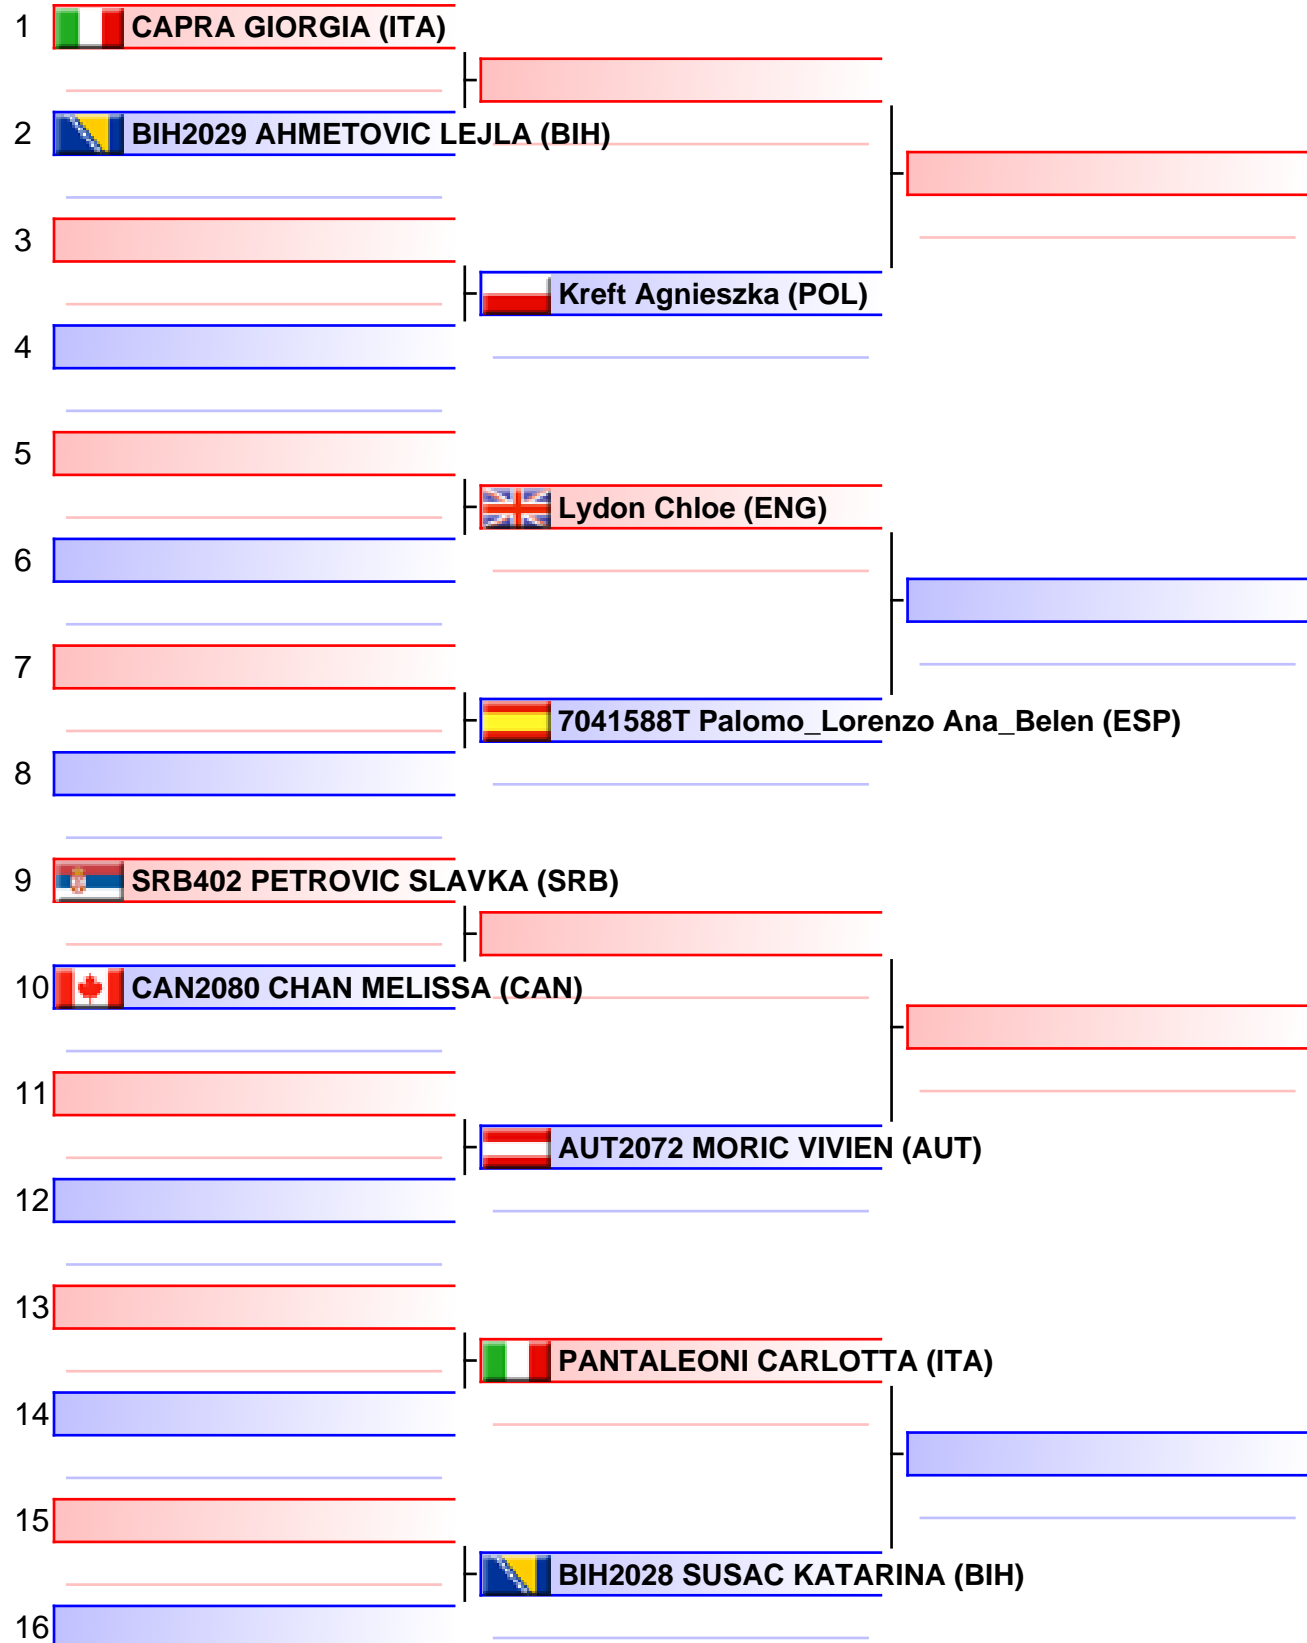 1 CAPRA GIORGIA (ITA)
2 BIH2029 AHMETOVIC LEJLA (BIH)
3
Kreft Agnieszka (POL)
4
5
Lydon Chloe (ENG)
6
7
7041588T Palomo_Lorenzo Ana_Belen (ESP)
8
9 SRB402 PETROVIC SLAVKA (SRB)
10 CAN2080 CHAN MELISSA (CAN)
11
AUT2072 MORIC VIVIEN (AUT)
12
13
PANTALEONI CARLOTTA (ITA)
14
15
BIH2028 SUSAC KATARINA (BIH)
16